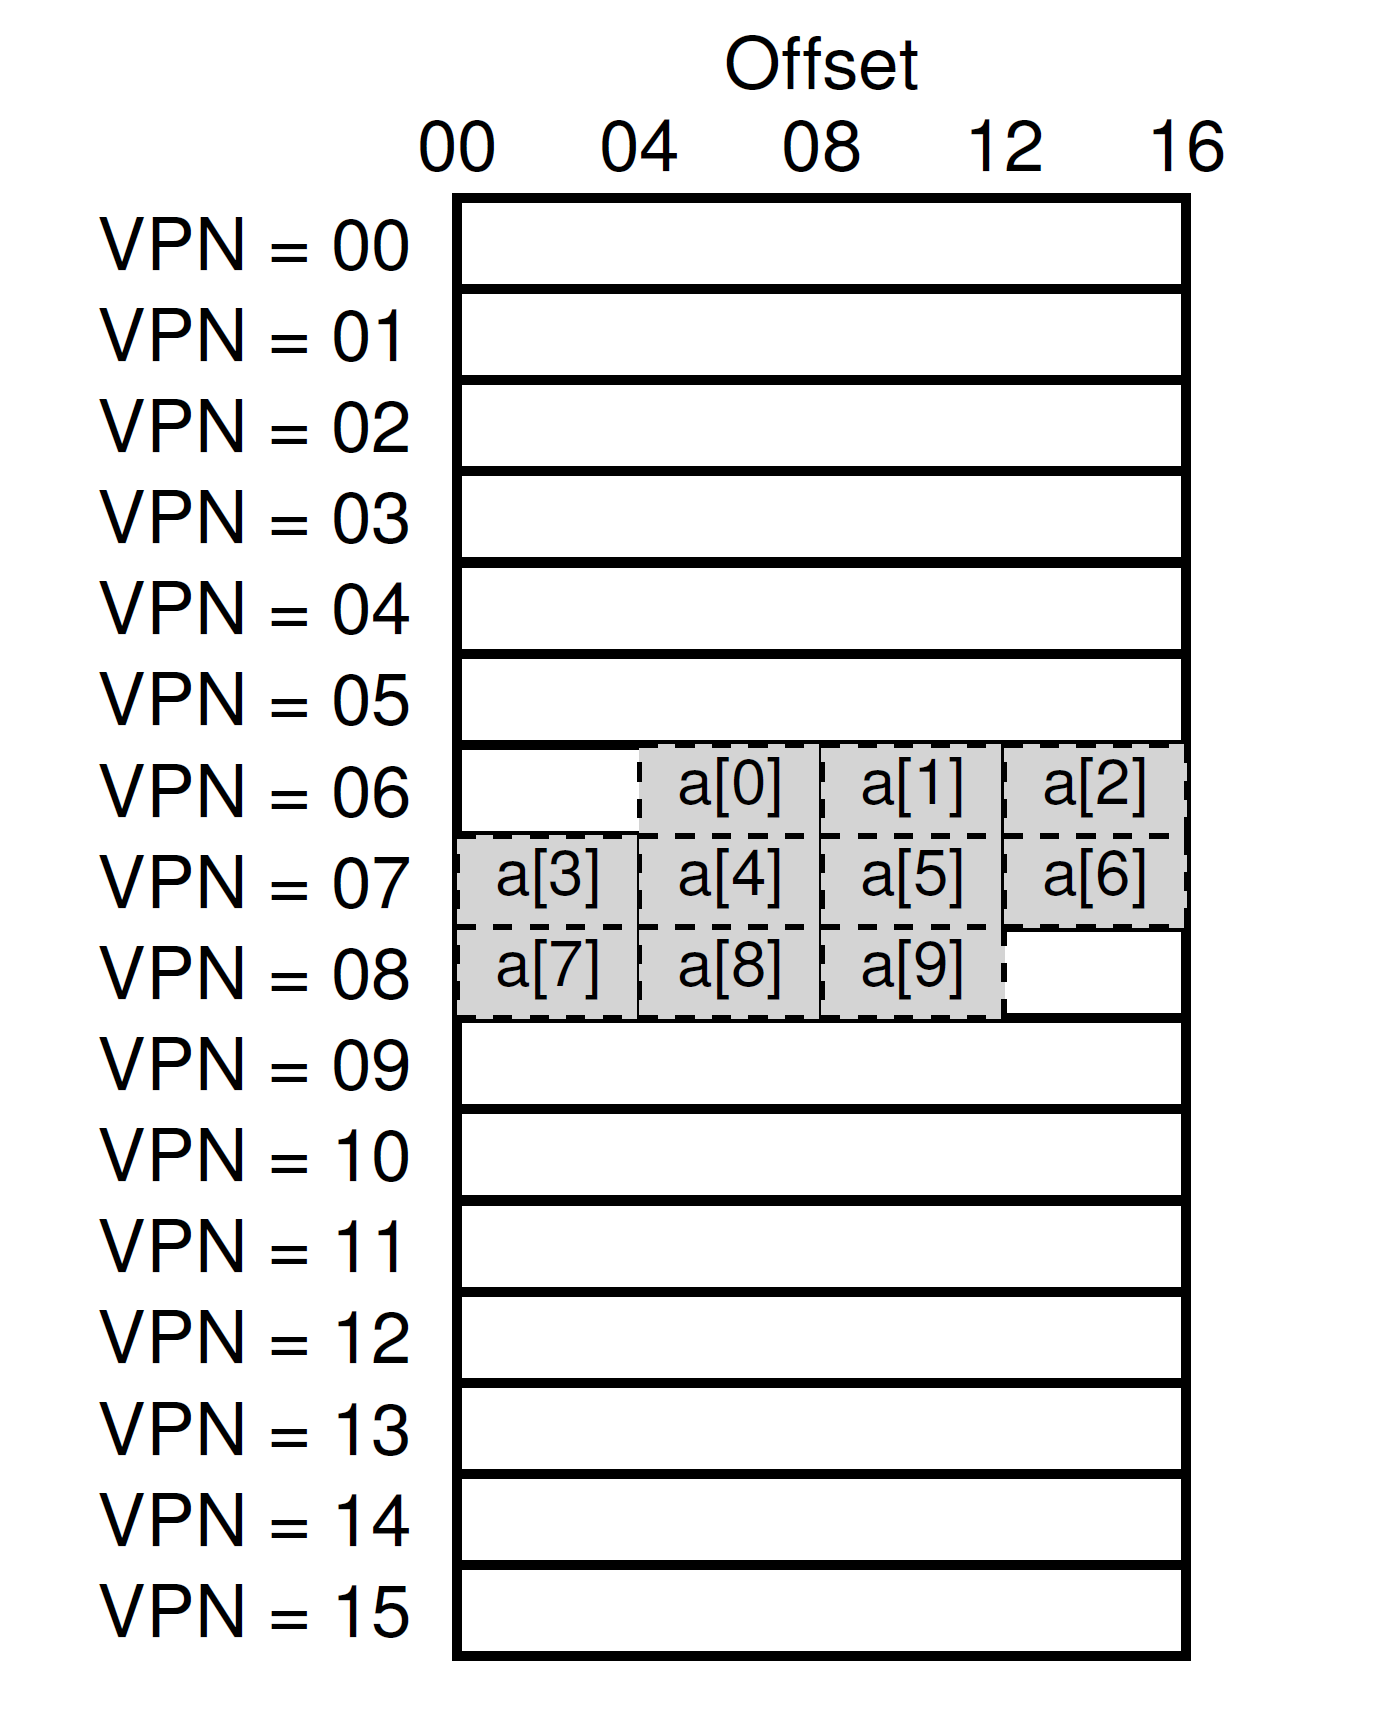 Offset
00 04 08 12 16
VPN = 00
VPN = 01
VPN = 02
VPN = 03
VPN = 04
VPN = 05
VPN = 06 a[0] a[1] a[2]
VPN = 07 a[3] a[4] a[5] a[6]
VPN = 08 a[7] a[8] a[9]
VPN = 09
VPN = 10
VPN = 11
VPN = 12
VPN = 13
VPN = 14
VPN = 15